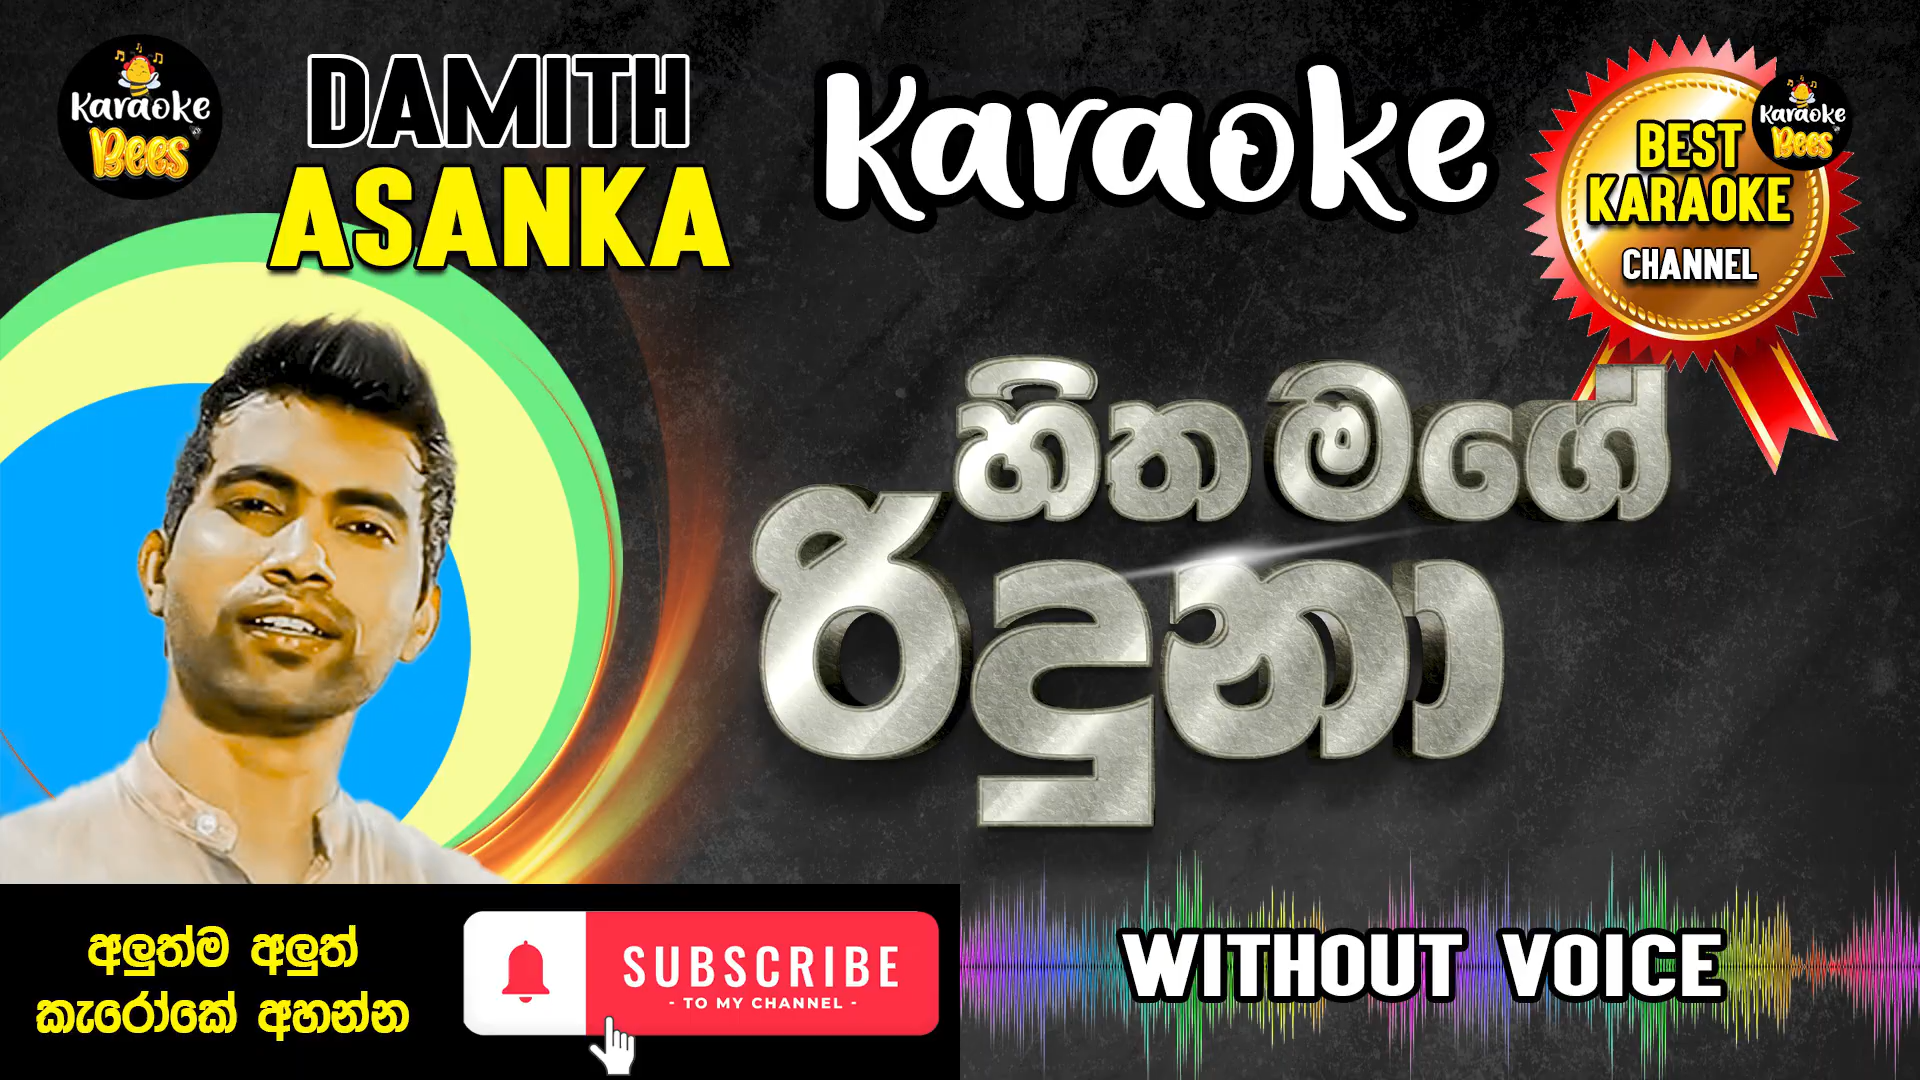 Karaoke
Bees
DAMITH
ASANKA
Karaoke
BEST
KARAOKE
CHANNEL
Karaoke
Bees
හිත මගේ
රිදුනා
අලුත්ම අලුත්
කැරෝකේ අහන්න
SUBSCRIBE
- TO MY CHANNEL -
WITHOUT VOICE